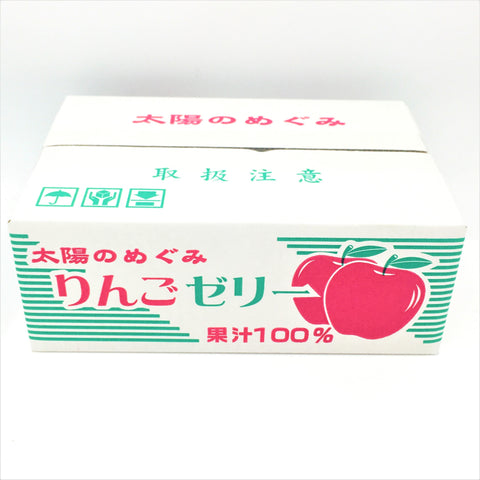 太陽のめぐみ
取扱注意
太陽のめぐみ
りんごゼリー
果汁100%